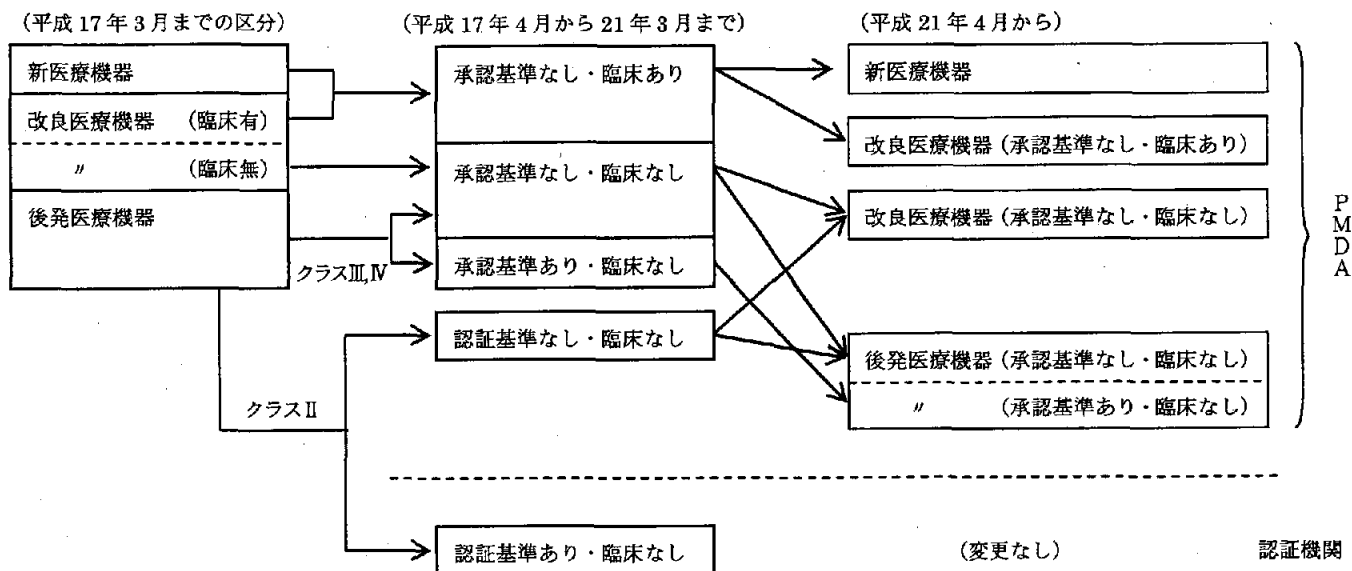 (平成 17 年 3 月までの区分)
新医療機器
改良医療機器 (臨床有)
〃 (臨床無)
後発医療機器
クラスⅢ,Ⅳ
クラスⅡ
(平成 17 年 4 月から 21 年 3 月まで)
承認基準なし・臨床あり
承認基準なし・臨床なし
承認基準あり・臨床なし
認証基準なし・臨床なし
認証基準あり・臨床なし
(平成 21 年 4 月から)
新医療機器
改良医療機器 (承認基準なし・臨床あり)
改良医療機器 (承認基準なし・臨床なし)
後発医療機器 (承認基準なし・臨床なし)
〃 (承認基準あり・臨床なし)
(変更なし)
PMDA
認証機関